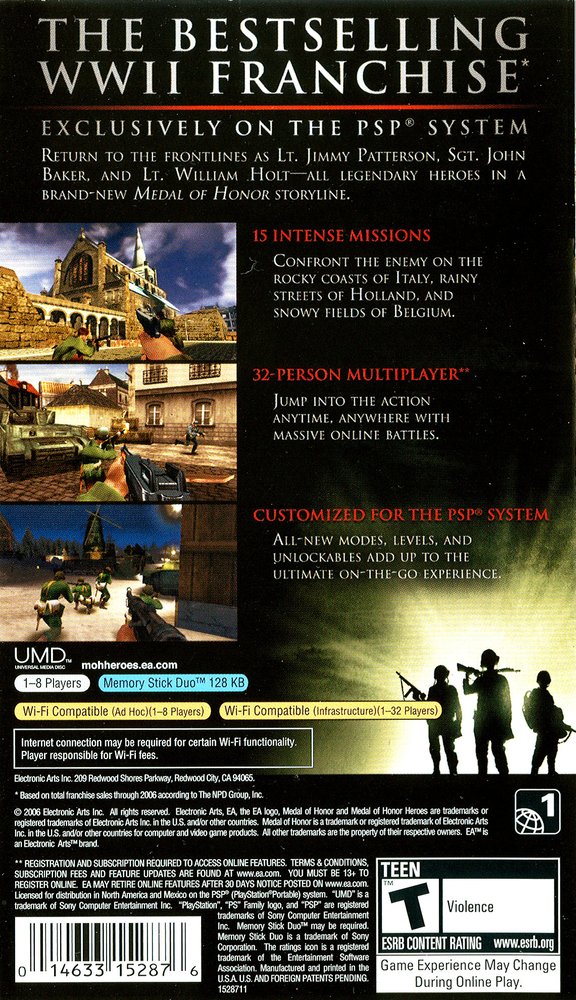 THE BESTSELLING
WWII FRANCHISE*
EXCLUSIVELY ON THE PSP® SYSTEM
RETURN TO THE FRONTLINES AS LT. JIMMY PATTERSON, SGT. JOHN
BAKER, AND LT. WILLIAM HOLT—ALL LEGENDARY HEROES IN A
BRAND-NEW MEDAL OF HONOR STORYLINE.
15 INTENSE MISSIONS
CONFRONT THE ENEMY ON THE
ROCKY COASTS OF ITALY, RAINY
STREETS OF HOLLAND, AND
SNOWY FIELDS OF BELGIUM.
32-PERSON MULTIPLAYER**
JUMP INTO THE ACTION
ANYTIME, ANYWHERE WITH
MASSIVE ONLINE BATTLES.
CUSTOMIZED FOR THE PSP® SYSTEM
ALL-NEW MODES, LEVELS, AND
UNLOCKABLES ADD UP TO THE
ULTIMATE ON-THE-GO EXPERIENCE.
UMD™
UNIVERSAL MEDIA DISC
mohheroes.ea.com
1–8 Players
Memory Stick Duo™ 128 KB
Wi-Fi Compatible (Ad Hoc)(1–8 Players)
Wi-Fi Compatible (Infrastructure)(1–32 Players)
Internet connection may be required for certain Wi-Fi functionality.
Player responsible for Wi-Fi fees.
Electronic Arts Inc. 209 Redwood Shores Parkway, Redwood City, CA 94065.
* Based on total franchise sales through 2006 according to The NPD Group, Inc.
© 2006 Electronic Arts Inc. All rights reserved. Electronic Arts, EA, the EA logo, Medal of Honor and Medal of Honor Heroes are trademarks or
registered trademarks of Electronic Arts Inc. in the U.S. and/or other countries. Medal of Honor is a trademark or registered trademark of Electronic Arts
Inc. in the U.S. and/or other countries for computer and video game products. All other trademarks are the property of their respective owners. EA™ is
an Electronic Arts™ brand.
1
** REGISTRATION AND SUBSCRIPTION REQUIRED TO ACCESS ONLINE FEATURES. TERMS & CONDITIONS,
SUBSCRIPTION FEES AND FEATURE UPDATES ARE FOUND AT www.ea.com. YOU MUST BE 13+ TO
REGISTER ONLINE. EA MAY RETIRE ONLINE FEATURES AFTER 30 DAYS NOTICE POSTED ON www.ea.com.
Licensed for distribution in North America and Mexico on the PSP® (PlayStation®Portable) system. "UMD" is a
trademark of Sony Computer Entertainment Inc. "PlayStation", "PS" Family logo, and "PSP" are registered
trademarks of Sony Computer Entertainment
Inc. Memory Stick Duo™ may be required.
Memory Stick Duo is a trademark of Sony
Corporation. The ratings icon is a registered
trademark of the Entertainment Software
Association. Manufactured and printed in the
U.S.A. U.S. AND FOREIGN PATENTS PENDING.
1528711
0 14633 15287 6
TEEN
T
™
Violence
ESRB CONTENT RATING www.esrb.org
Game Experience May Change
During Online Play.